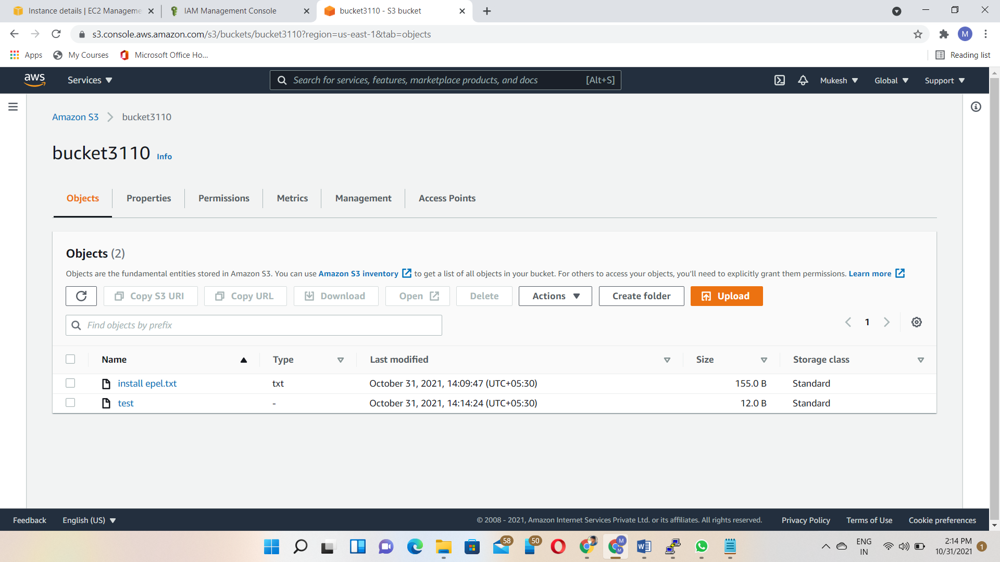 Instance details | EC2 Manageme
IAM Management Console
bucket3110 - S3 bucket
s3.console.aws.amazon.com/s3/buckets/bucket3110?region=us-east-1&tab=objects
M
Apps
My Courses
Microsoft Office Ho...
Reading list
aws
Services
Search for services, features, marketplace products, and docs
[Alt+S]
Mukesh
Global
Support
Amazon S3
bucket3110
bucket3110 Info
Objects
Properties
Permissions
Metrics
Management
Access Points
Objects (2)
Objects are the fundamental entities stored in Amazon S3. You can use Amazon S3 inventory to get a list of all objects in your bucket. For others to access your objects, you'll need to explicitly grant them permissions. Learn more
Copy S3 URI
Copy URL
Download
Open
Delete
Actions
Create folder
Upload
Find objects by prefix
1
Name
Type
Last modified
Size
Storage class
install epel.txt
txt
October 31, 2021, 14:09:47 (UTC+05:30)
155.0 B
Standard
test
-
October 31, 2021, 14:14:24 (UTC+05:30)
12.0 B
Standard
Feedback
English (US)
© 2008 - 2021, Amazon Internet Services Private Ltd. or its affiliates. All rights reserved.
Privacy Policy
Terms of Use
Cookie preferences
58
50
M
M
W
ENG
IN
2:14 PM
10/31/2021
1